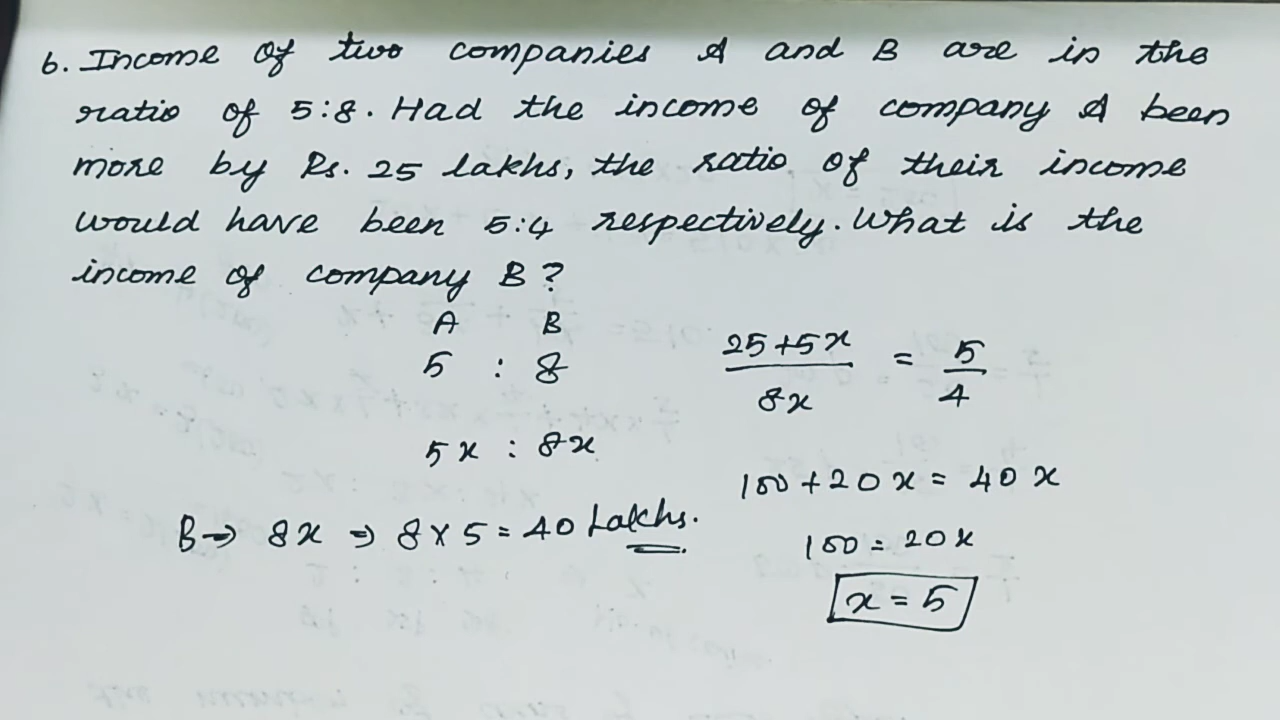 6. Income of two companies A and B are in the
ratio of 5:8. Had the income of company A been
more by Rs. 25 lakhs, the ratio of their income
would have been 5:4 respectively. What is the
income of company B?
A B
5 : 8
5x : 8x
B → 8x ⇒ 8 × 5 = 40 Lakhs.
25+5x / 8x = 5 / 4
100 + 20x = 40x
100 = 20x
x = 5